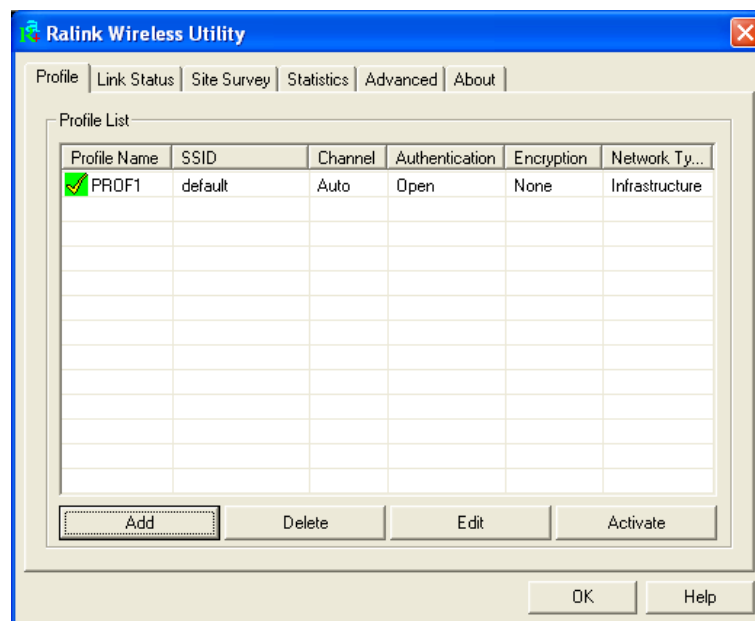 Ralink Wireless Utility
Profile Link Status Site Survey Statistics Advanced About
Profile List
Profile Name SSID Channel Authentication Encryption Network Ty...
PROF1 default Auto Open None Infrastructure
Add Delete Edit Activate
OK Help